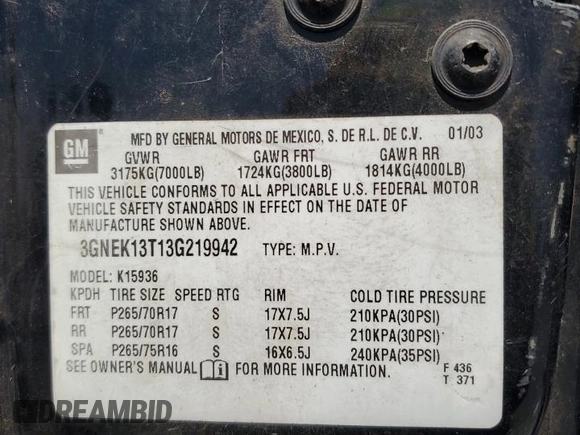 GM
MFD BY GENERAL MOTORS DE MEXICO, S. DE R.L. DE C.V. 01/03
GVWR GAWR FRT GAWR RR
3175KG(7000LB) 1724KG(3800LB) 1814KG(4000LB)
THIS VEHICLE CONFORMS TO ALL APPLICABLE U.S. FEDERAL MOTOR
VEHICLE SAFETY STANDARDS IN EFFECT ON THE DATE OF
MANUFACTURE SHOWN ABOVE.
3GNEK13T13G219942 TYPE: M.P.V.
MODEL: K15936
KPDH TIRE SIZE SPEED RTG RIM COLD TIRE PRESSURE
FRT P265/70R17 S 17X7.5J 210KPA(30PSI)
RR P265/70R17 S 17X7.5J 210KPA(30PSI)
SPA P265/75R16 S 16X6.5J 240KPA(35PSI)
SEE OWNER'S MANUAL i FOR MORE INFORMATION.
F 436
T 371
DREAMBID